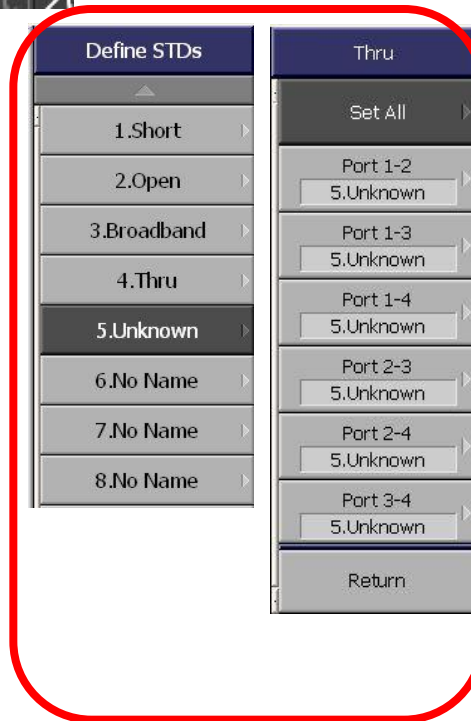 Define STDs
1.Short
2.Open
3.Broadband
4.Thru
5.Unknown
6.No Name
7.No Name
8.No Name
Thru
Set All
Port 1-2
5.Unknown
Port 1-3
5.Unknown
Port 1-4
5.Unknown
Port 2-3
5.Unknown
Port 2-4
5.Unknown
Port 3-4
5.Unknown
Return